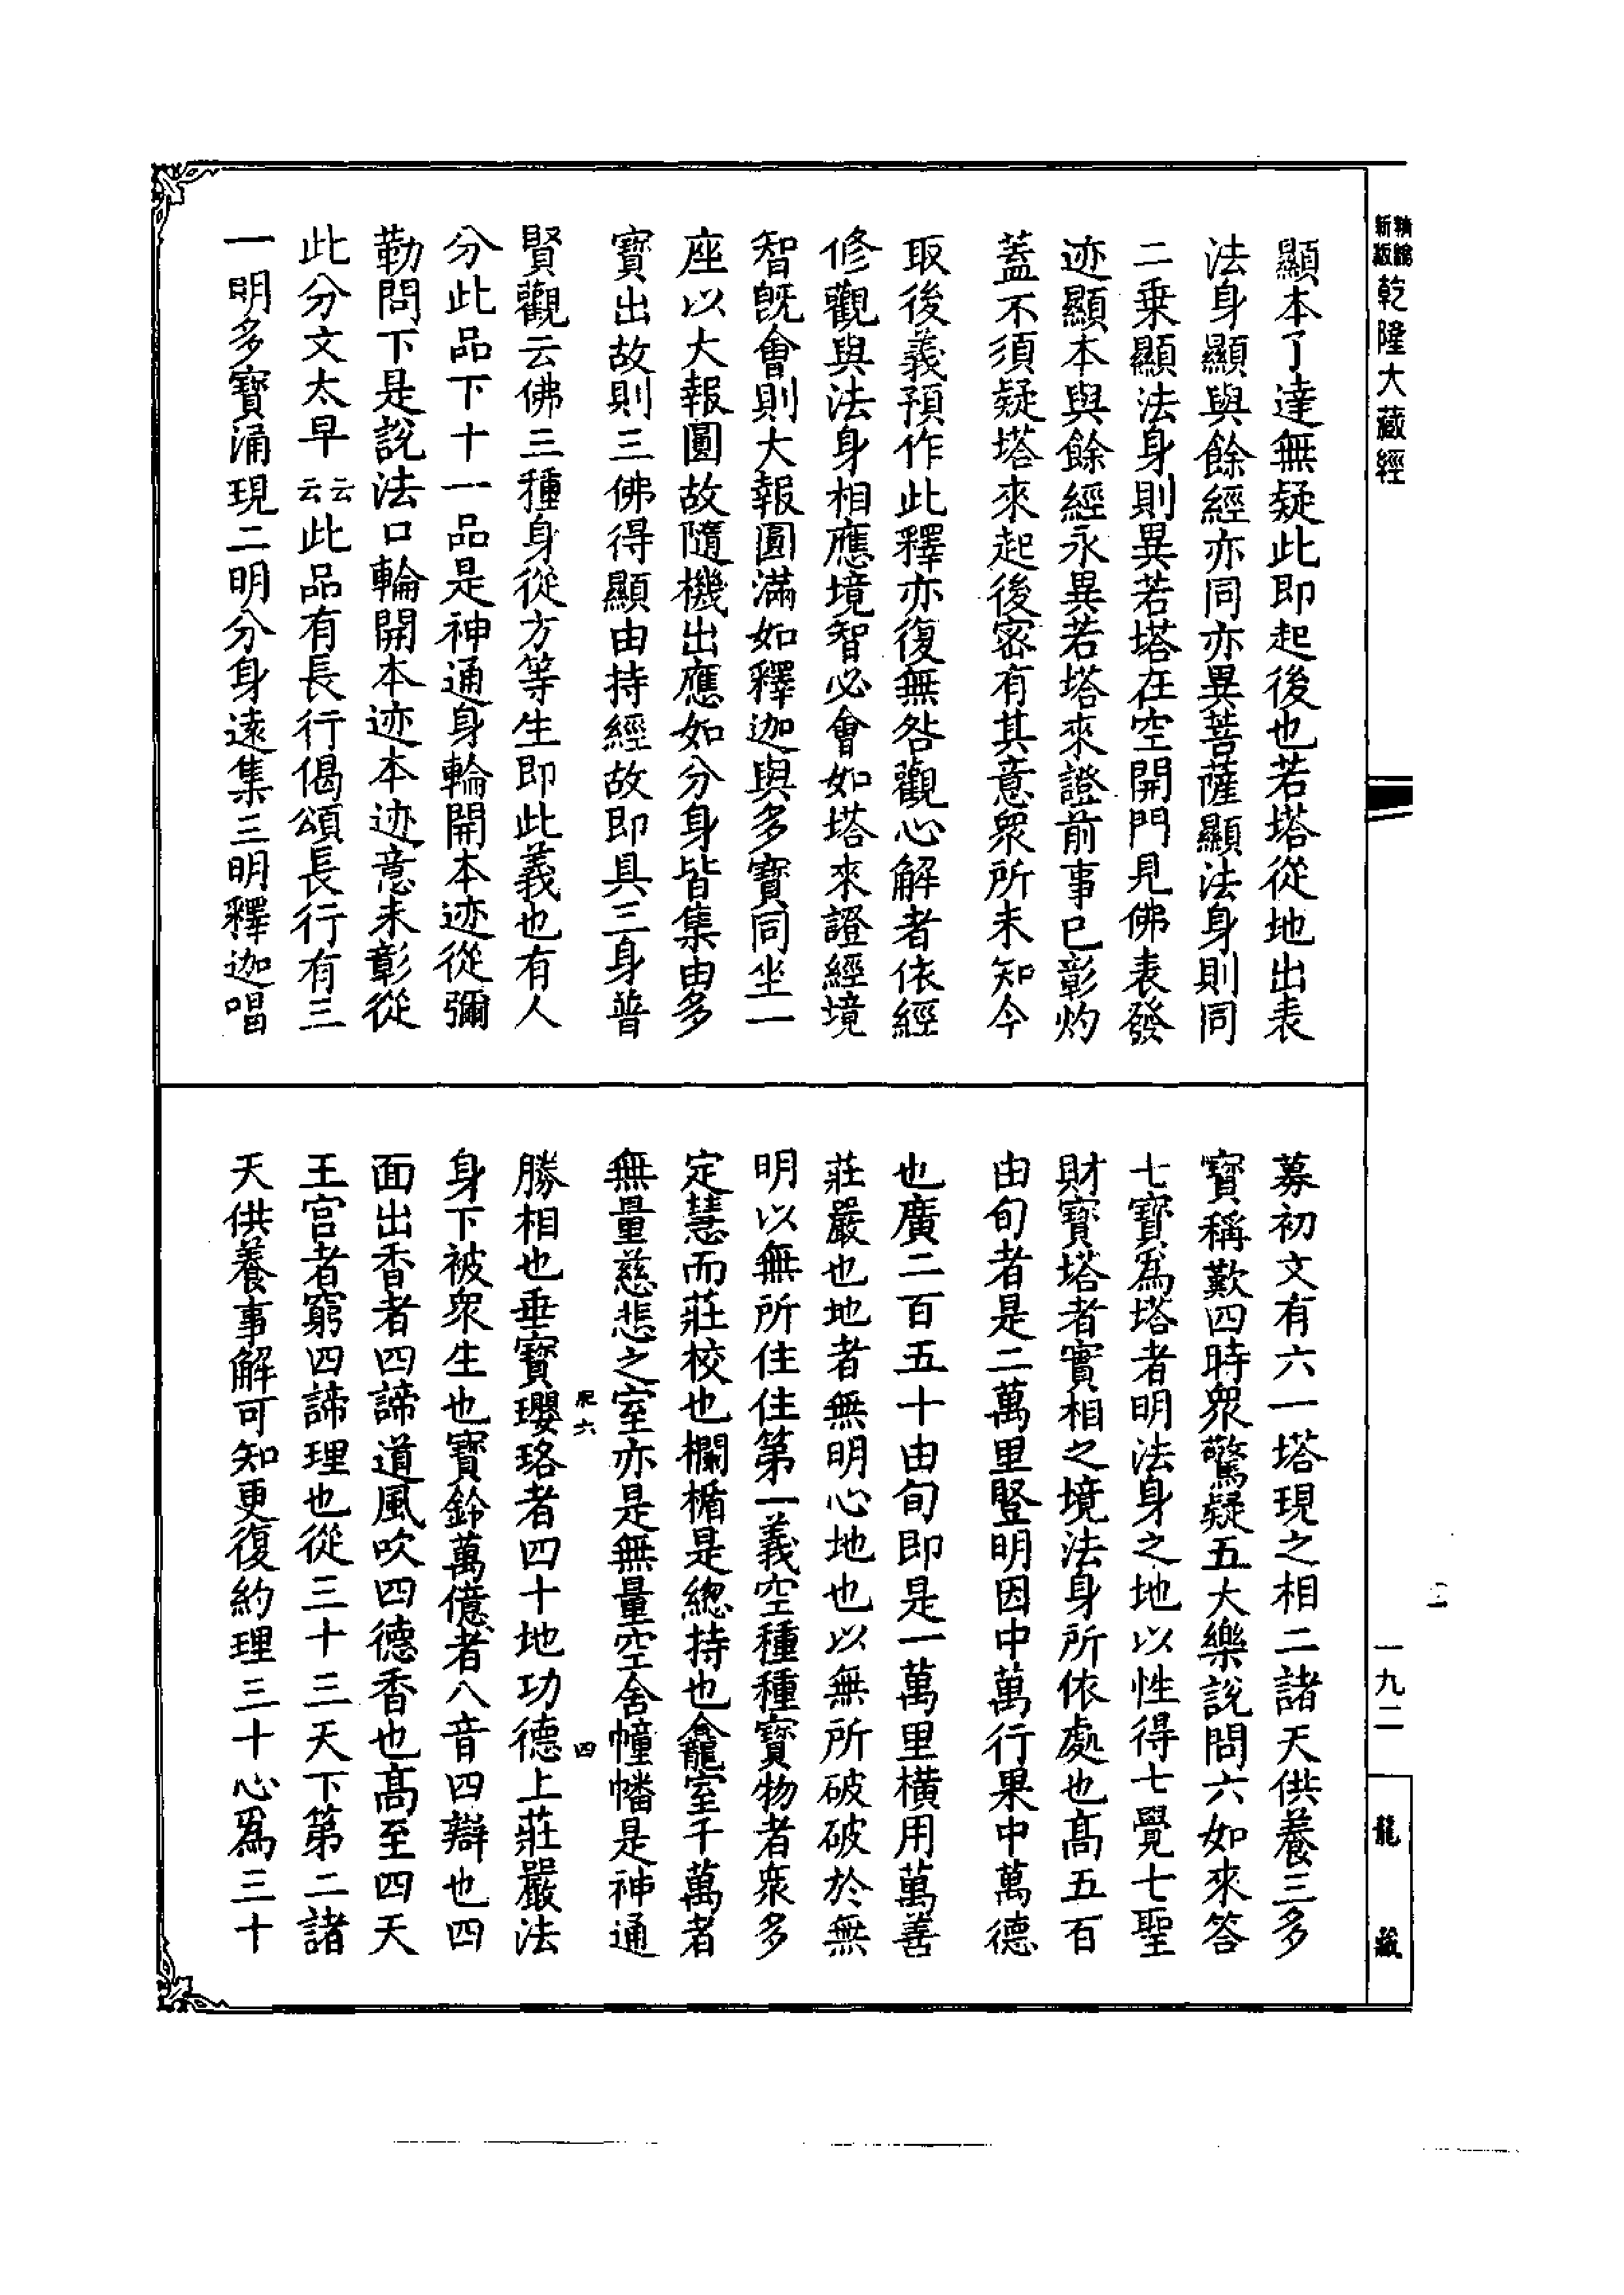 新編縮版
乾隆大藏經
顯本了達無疑此即起後也若塔從地出表
法身顯與餘經亦同亦異菩薩顯法身則同
二乗顯法身則異若塔在空開門見佛表發
迹顯本與餘經永異若塔來證前事已彰灼
蓋不須疑塔來起後密有其意衆所未知今
取後義預作此釋亦復無咎觀心解者依經
修觀與法身相應境智必會如塔來證經境
智旣會則大報圓滿如釋迦與多寶同坐一
座以大報圓故隨機出應如分身皆集由多
寶出故則三佛得顯由持經故即具三身普
賢觀云佛三種身從方等生即此義也有人
分此品下十一品是神通身輪開本迹從彌
勒問下是說法口輪開本迹本迹意未彰從
此分文太早云云此品有長行偈頌長行有三
一明多寶涌現二明分身遠集三明釋迦唱
募初文有六一塔現之相二諸天供養三多
寶稱歎四時衆驚疑五大樂説問六如來答
七寶爲塔者明法身之地以性得七覺七聖
財寶塔者實相之境法身所依處也髙五百
由旬者是二萬里豎明因中萬行果中萬德
也廣二百五十由旬即是一萬里橫用萬善
莊嚴也地者無明心地也以無所破破於無
明以無所住住第一義空種種寶物者衆多
定慧而莊校也欄楯是緫持也龕室千萬者
無量慈悲之室亦是無量空舍幢幡是神通
昃六 四
勝相也垂寶瓔珞者四十地功德上莊嚴法
身下被衆生也寶鈴萬億者八音四辯也四
面出香者四諦道風吹四德香也髙至四天
王宫者窮四諦理也從三十三天下第二諸
天供養事解可知更復約理三十心爲三十
二
一九二
龍藏